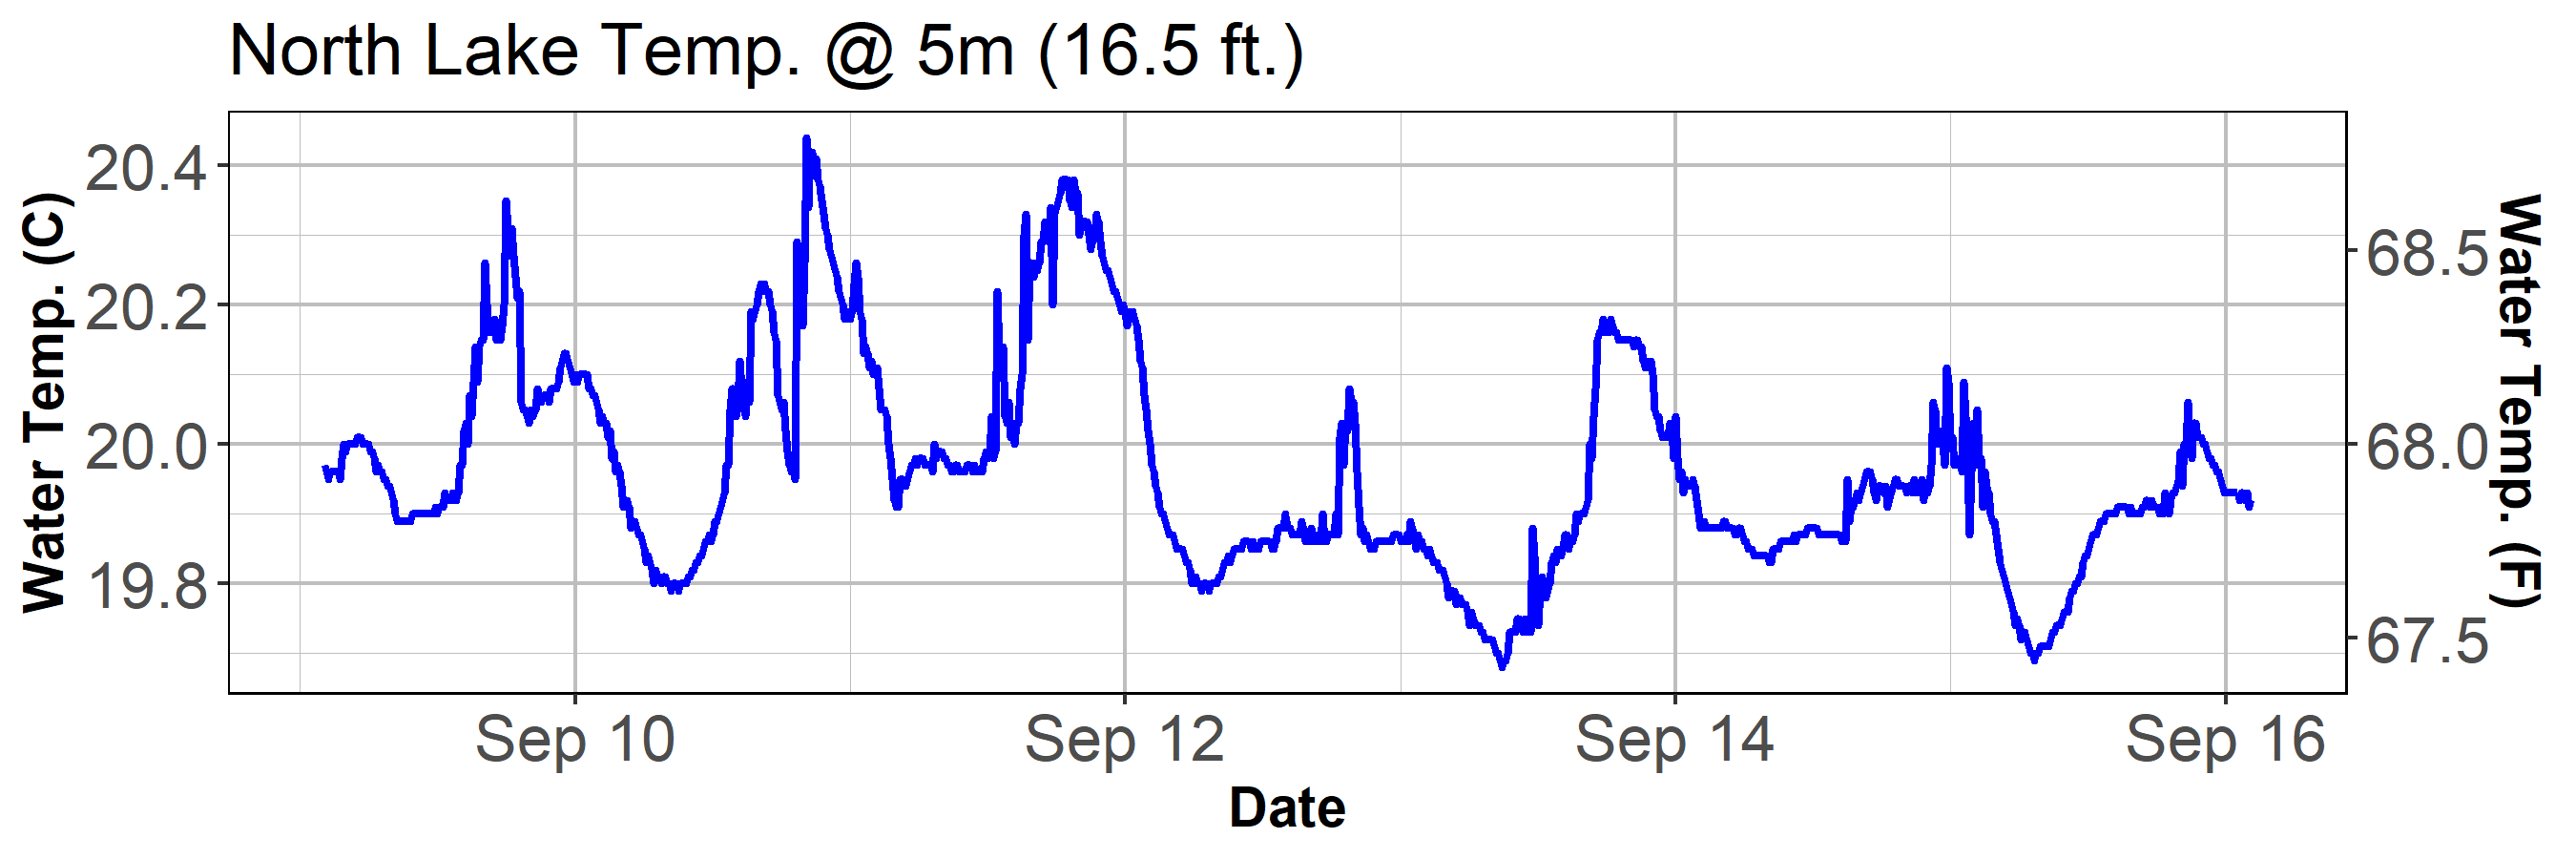 North Lake Temp. @ 5m (16.5 ft.)
Water Temp. (C)
20.4
20.2
20.0
19.8
68.5
68.0
67.5
Water Temp. (F)
Sep 10
Sep 12
Sep 14
Sep 16
Date